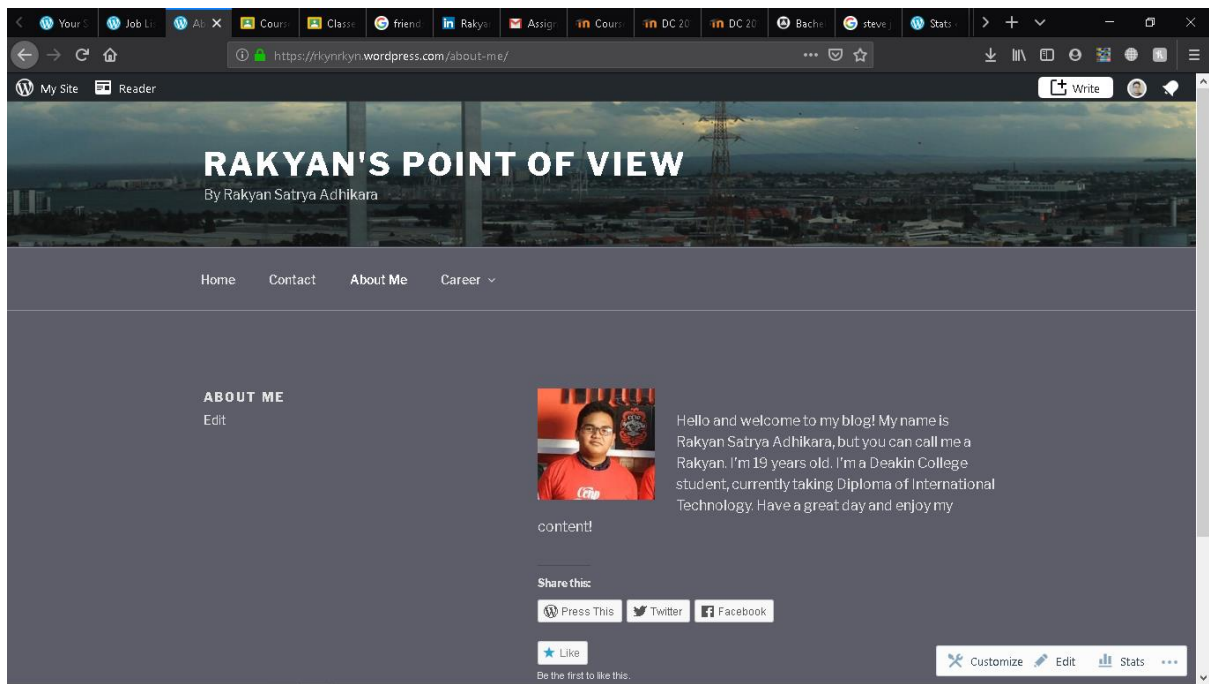 Your S
Job Li
Ab
Cours
Classe
friend
Rakya
Assign
Cours
DC 20
DC 20
Bache
steve j
Stats
https://rkynrkyn.wordpress.com/about-me/
My Site
Reader
Write
RAKYAN'S POINT OF VIEW
By Rakyan Satrya Adhikara
Home
Contact
About Me
Career
ABOUT ME
Edit
Hello and welcome to my blog! My name is
Rakyan Satrya Adhikara, but you can call me a
Rakyan. I'm 19 years old. I'm a Deakin College
student, currently taking Diploma of International
Technology. Have a great day and enjoy my
content!
Share this:
Press This
Twitter
Facebook
Like
Be the first to like this.
Customize
Edit
Stats